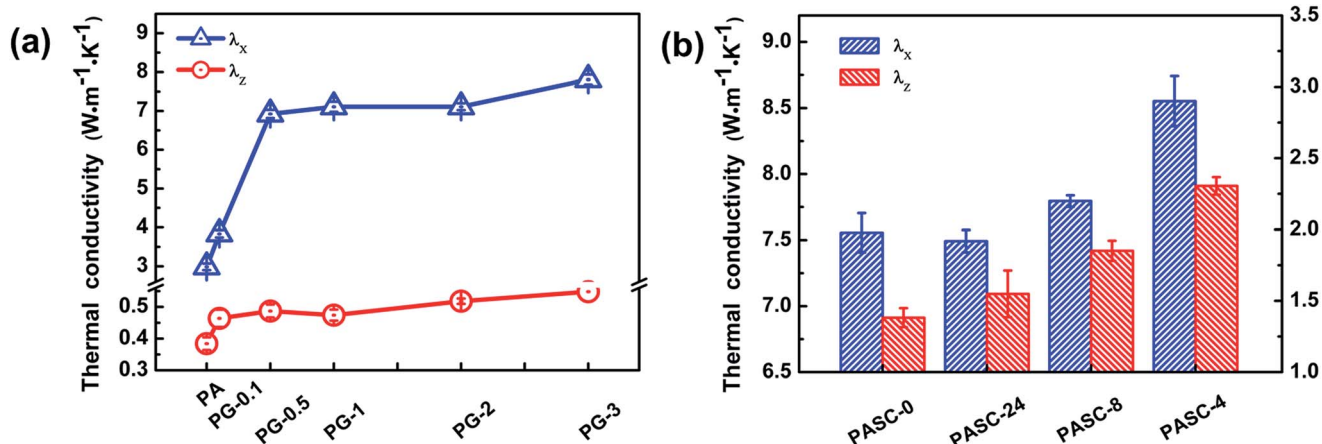 (a)
Thermal conductivity (W·m⁻¹·K⁻¹)
9
8
7
6
5
4
3
0.5
0.4
0.3
λx
λz
PA
PG-0.1
PG-0.5
PG-1
PG-2
PG-3
(b)
Thermal conductivity (W·m⁻¹·K⁻¹)
9.0
8.5
8.0
7.5
7.0
6.5
λx
λz
3.5
3.0
2.5
2.0
1.5
1.0
PASC-0
PASC-24
PASC-8
PASC-4